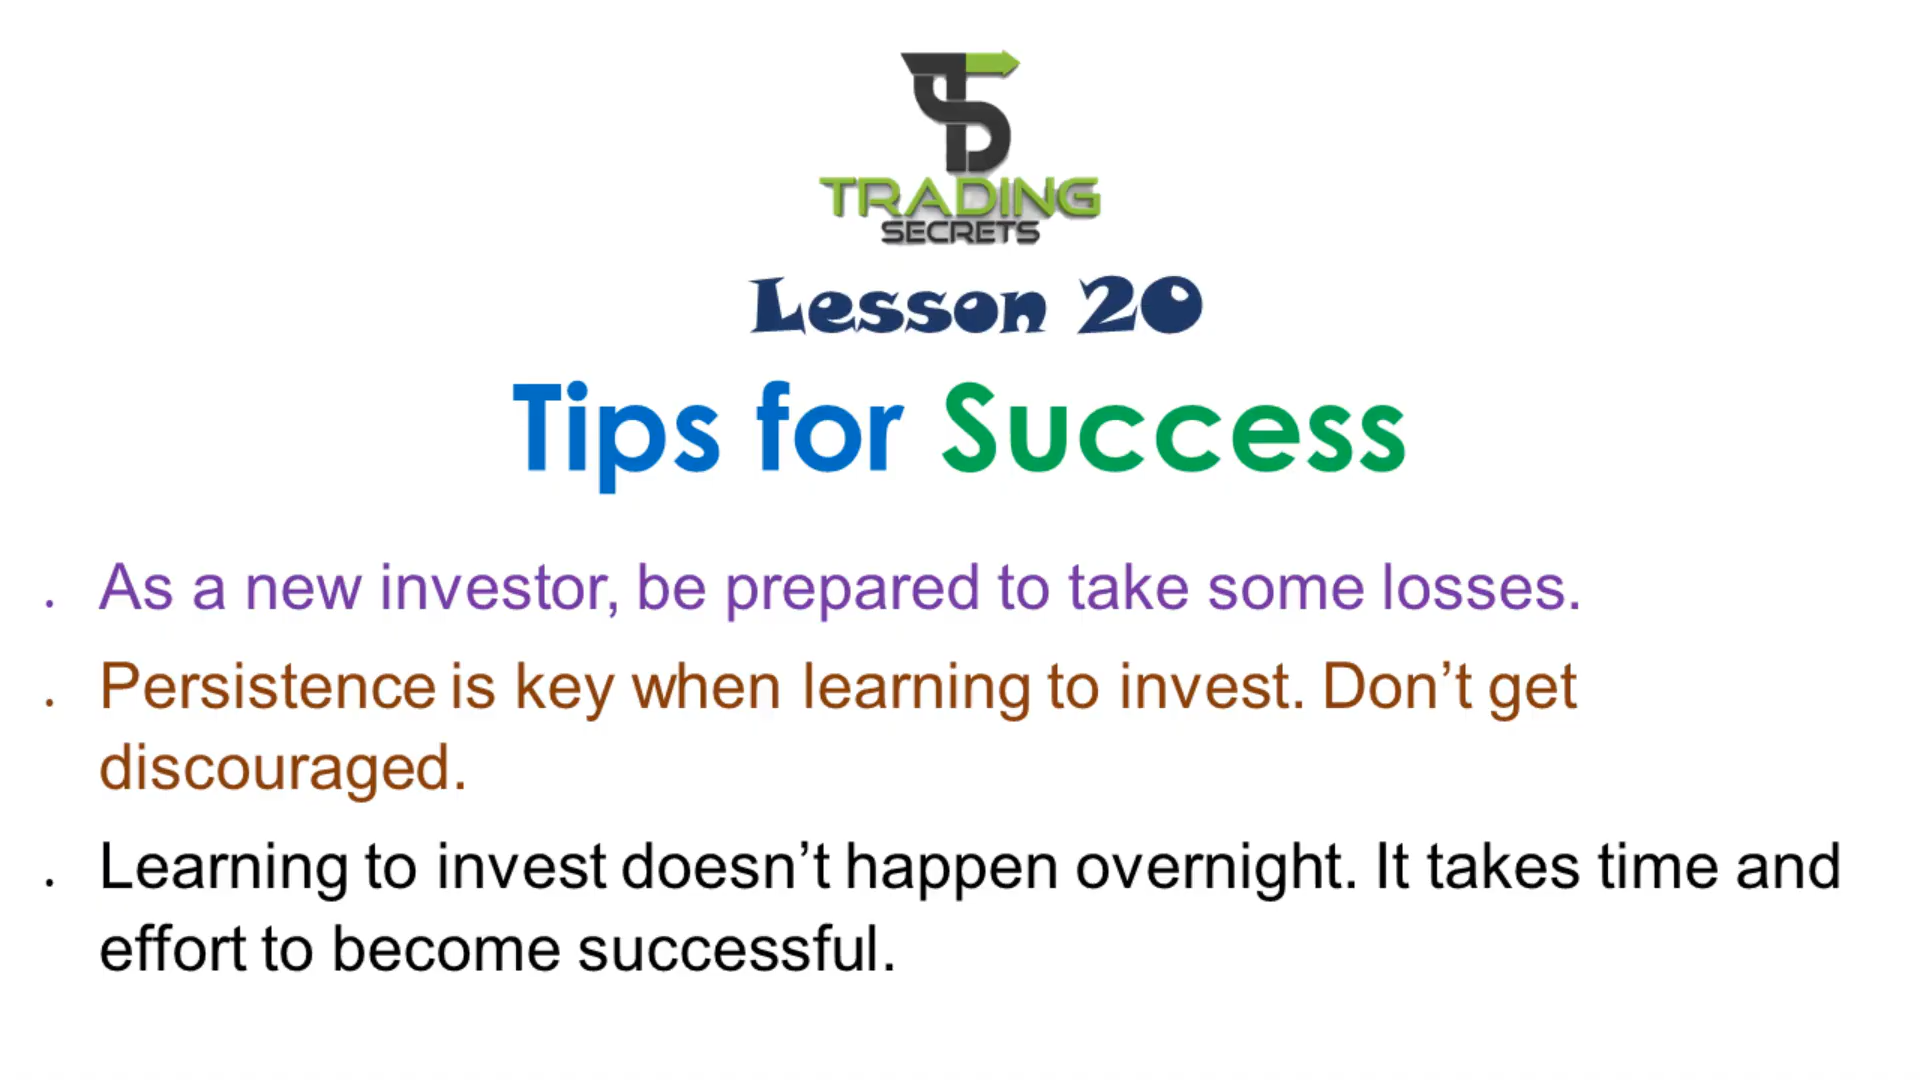 TS
TRADING
SECRETS
Lesson 20
Tips for Success
• As a new investor, be prepared to take some losses.
• Persistence is key when learning to invest. Don’t get
discouraged.
• Learning to invest doesn’t happen overnight. It takes time and
effort to become successful.